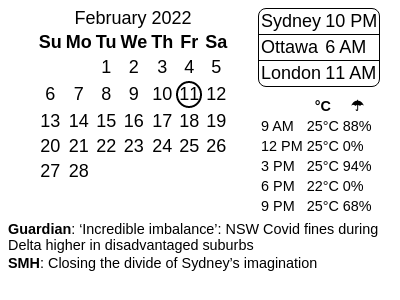 February 2022
Su Mo Tu We Th Fr Sa
1 2 3 4 5
6 7 8 9 10 11 12
13 14 15 16 17 18 19
20 21 22 23 24 25 26
27 28
Sydney 10 PM
Ottawa 6 AM
London 11 AM
°C ☂
9 AM 25°C 88%
12 PM 25°C 0%
3 PM 25°C 94%
6 PM 22°C 0%
9 PM 25°C 68%
Guardian: ‘Incredible imbalance’: NSW Covid fines during
Delta higher in disadvantaged suburbs
SMH: Closing the divide of Sydney’s imagination